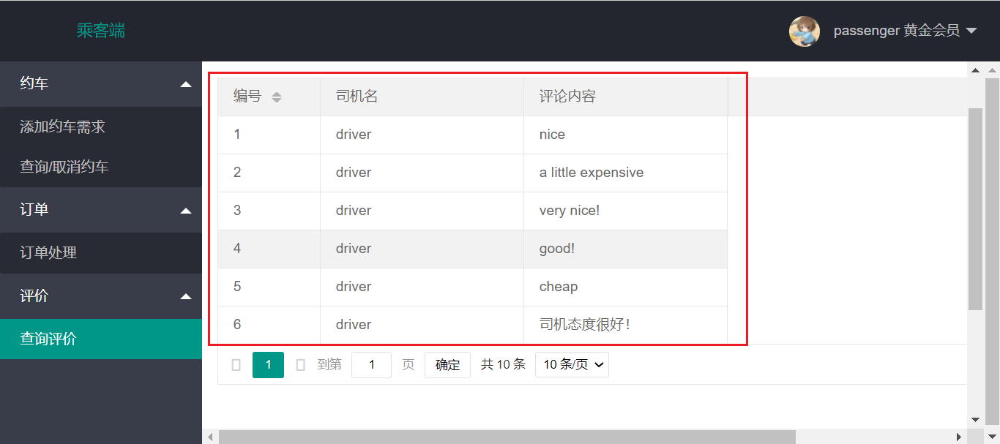 乘客端
passenger 黄金会员
约车
添加约车需求
查询/取消约车
订单
订单处理
评价
查询评价
编号 司机名 评论内容
1 driver nice
2 driver a little expensive
3 driver very nice!
4 driver good!
5 driver cheap
6 driver 司机态度很好！
1 到第 1 页 确定 共 10 条 10 条/页